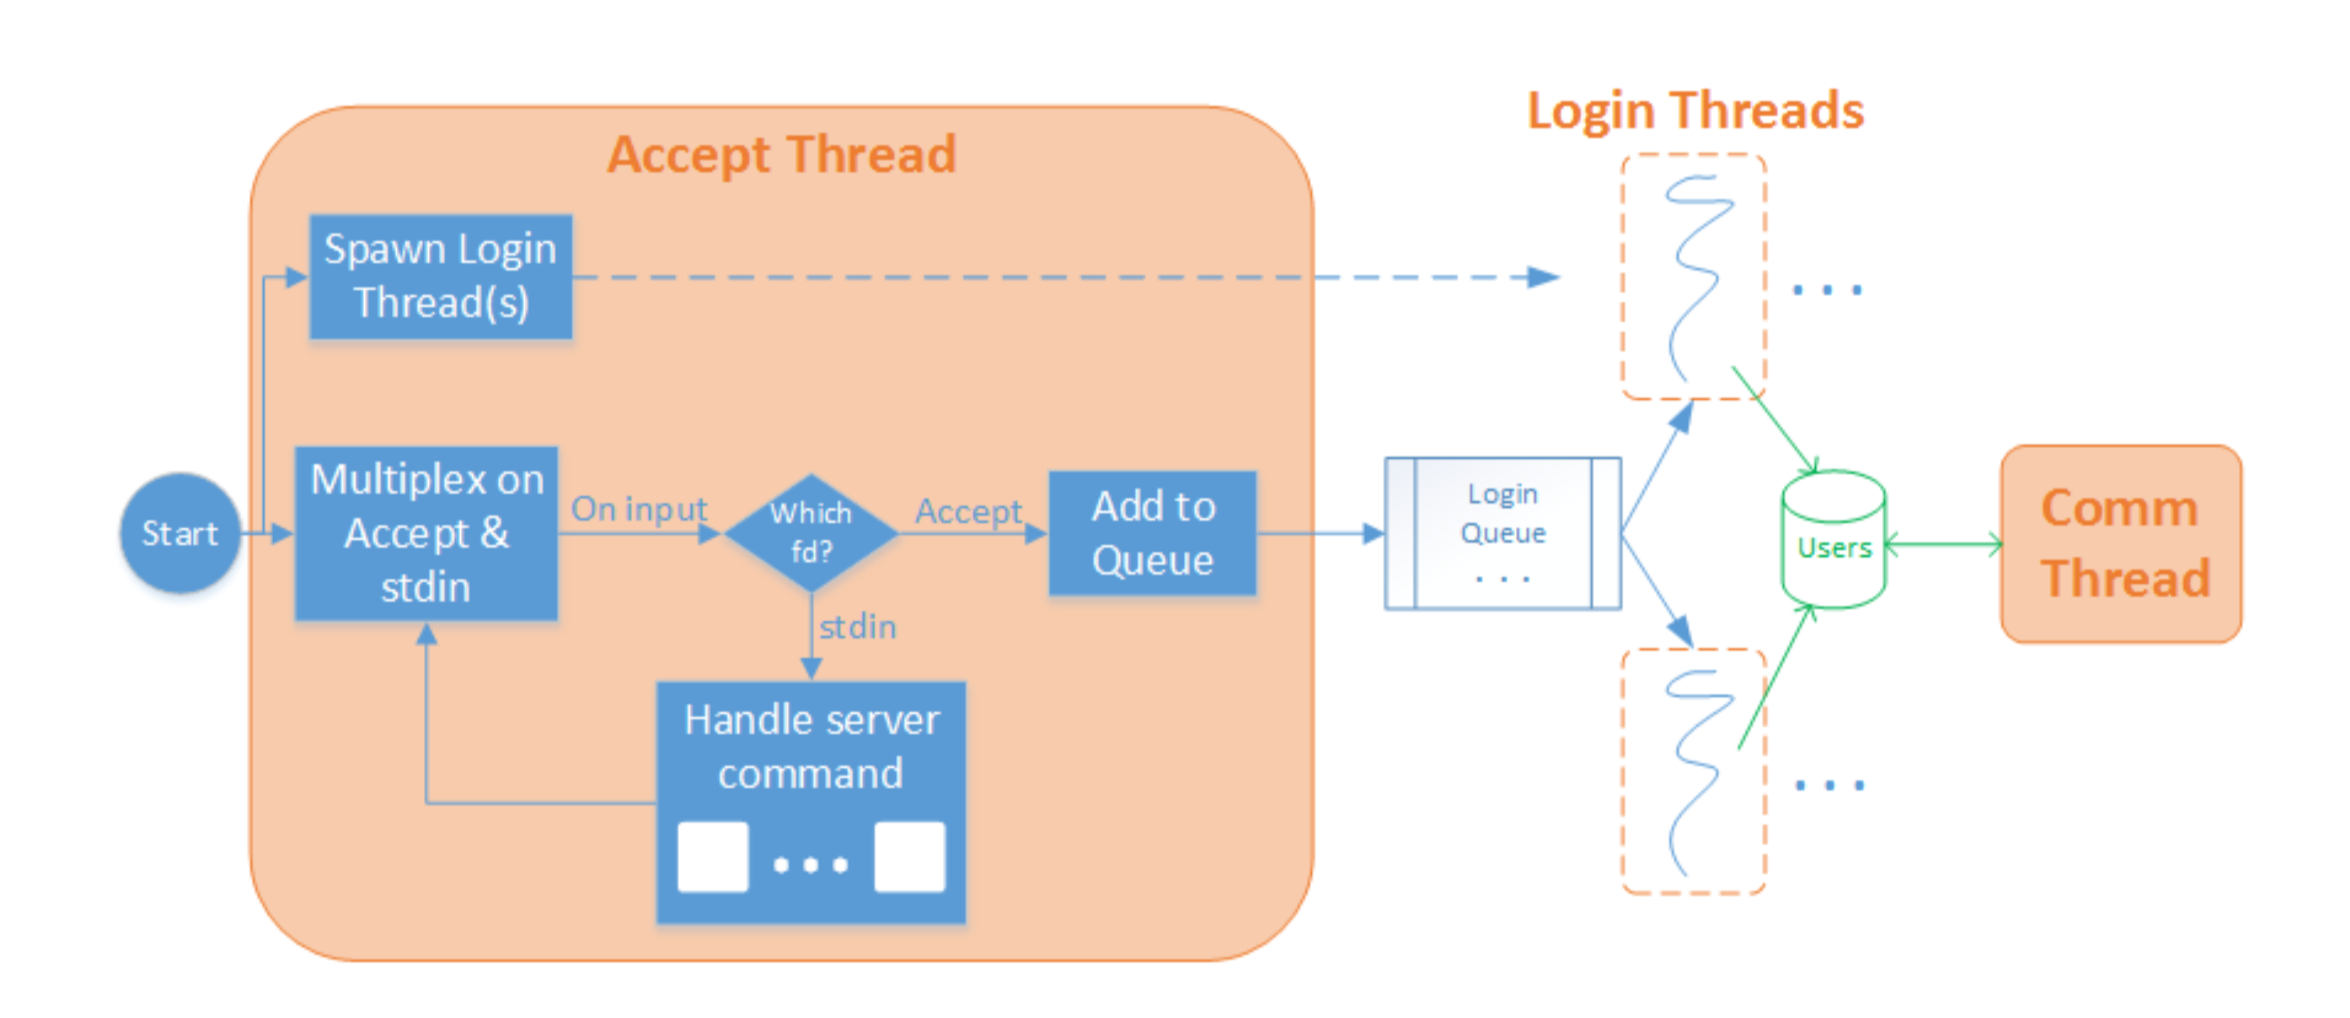 Login Threads
Accept Thread
Spawn Login
Thread(s)
. . .
Start
Multiplex on
Accept &
stdin
On input
Which
fd?
Accept
Add to
Queue
Login
Queue
. . .
Users
Comm
Thread
stdin
Handle server
command
. . .
. . .